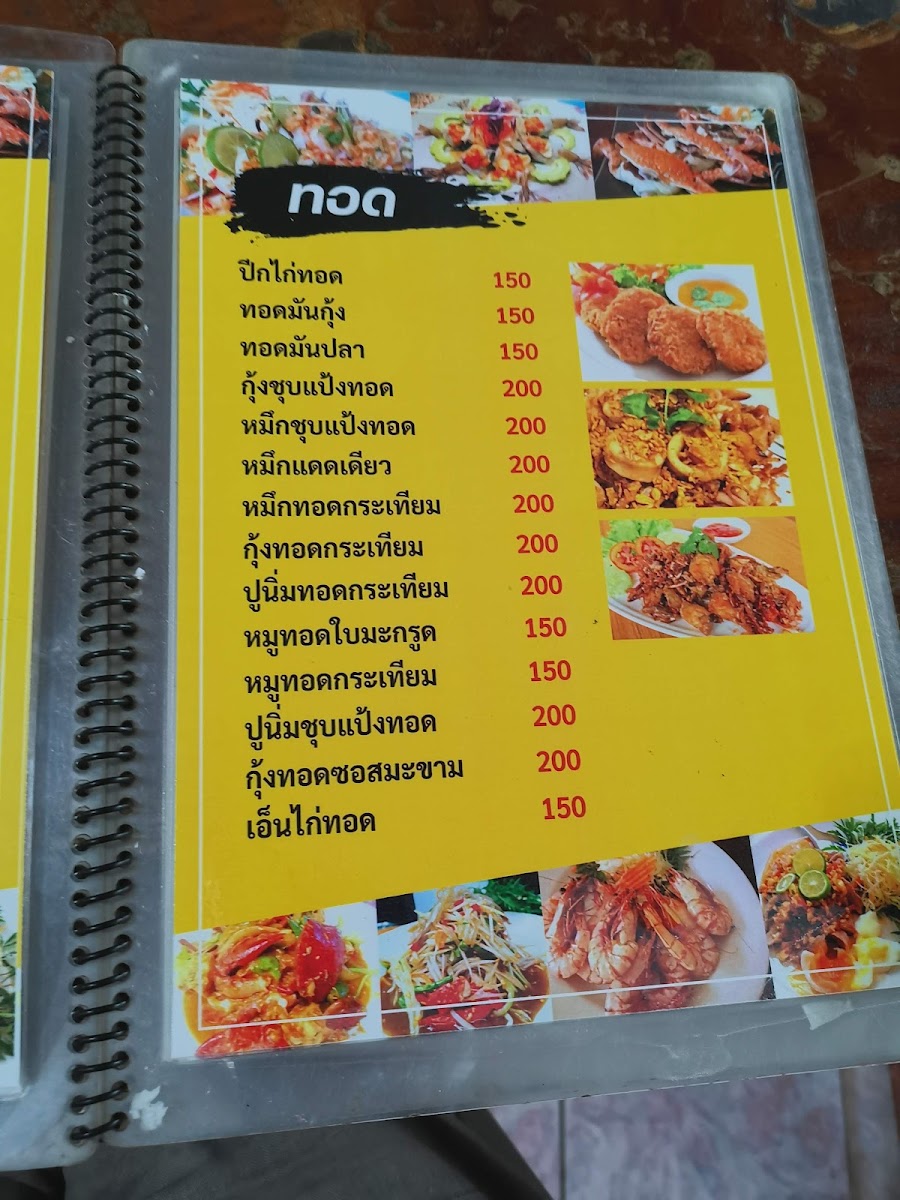 ทอด
ปีกไก่ทอด 150
ทอดมันกุ้ง 150
ทอดมันปลา 150
กุ้งชุบแป้งทอด 200
หมึกชุบแป้งทอด 200
หมึกแดดเดียว 200
หมึกทอดกระเทียม 200
กุ้งทอดกระเทียม 200
ปูนิ่มทอดกระเทียม 200
หมูทอดใบมะกรูด 150
หมูทอดกระเทียม 150
ปูนิ่มชุบแป้งทอด 200
กุ้งทอดซอสมะขาม 200
เอ็นไก่ทอด 150